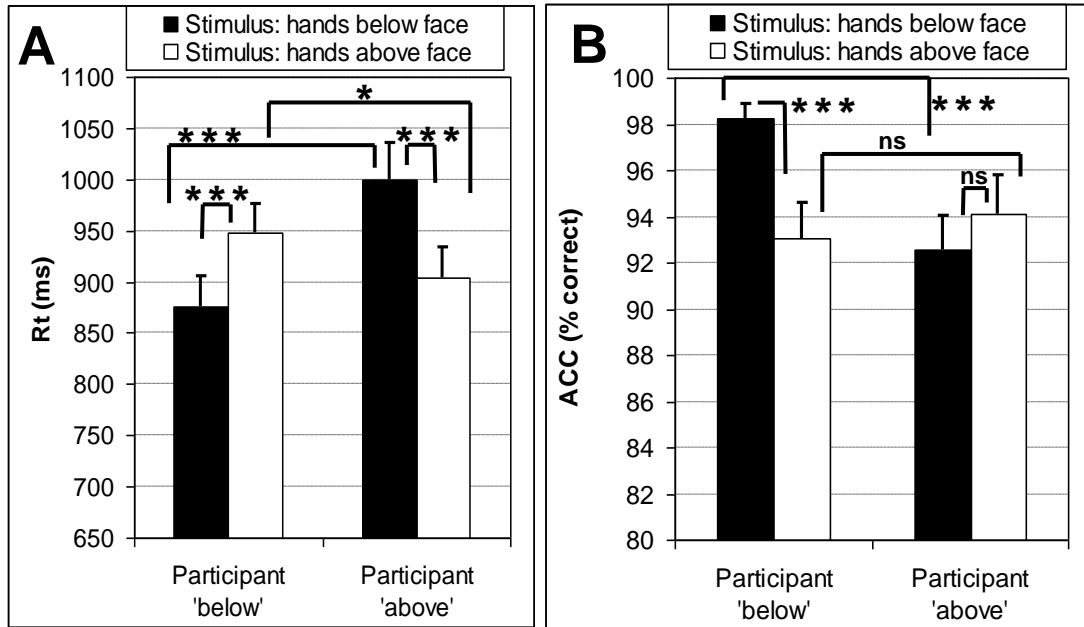 A
■ Stimulus: hands below face
□ Stimulus: hands above face
1100
1050
1000
950
900
850
800
750
700
650
Rt (ms)
*
***
***
***
Participant 'below'
Participant 'above'
B
■ Stimulus: hands below face
□ Stimulus: hands above face
100
98
96
94
92
90
88
86
84
82
80
ACC (% correct)
***
***
ns
ns
Participant 'below'
Participant 'above'